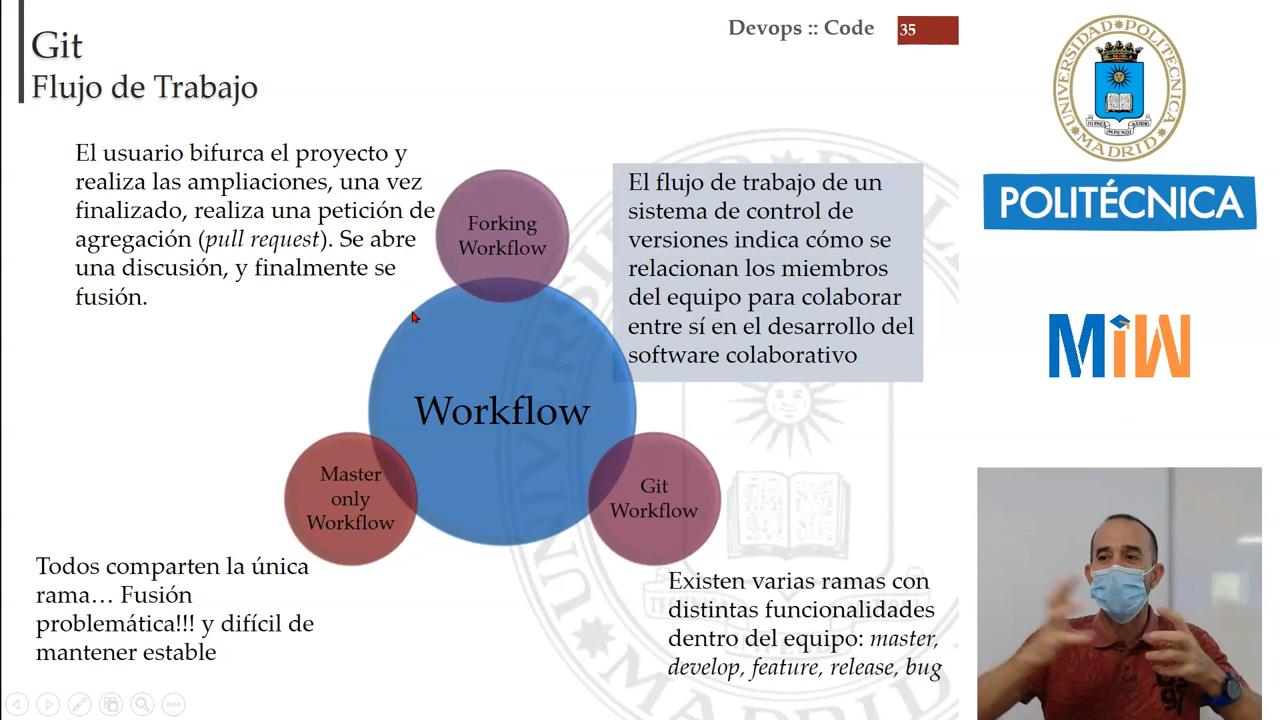 Git
Flujo de Trabajo
Devops :: Code
35
El usuario bifurca el proyecto y
realiza las ampliaciones, una vez
finalizado, realiza una petición de
agregación (pull request). Se abre
una discusión, y finalmente se
fusión.
Forking
Workflow
El flujo de trabajo de un
sistema de control de
versiones indica cómo se
relacionan los miembros
del equipo para colaborar
entre sí en el desarrollo del
software colaborativo
Workflow
Master
only
Workflow
Git
Workflow
Todos comparten la única
rama... Fusión
problemática!!! y difícil de
mantener estable
Existen varias ramas con
distintas funcionalidades
dentro del equipo: master,
develop, feature, release, bug
UNIVERSIDAD POLITECNICA
MADRID
POLITÉCNICA
MiW